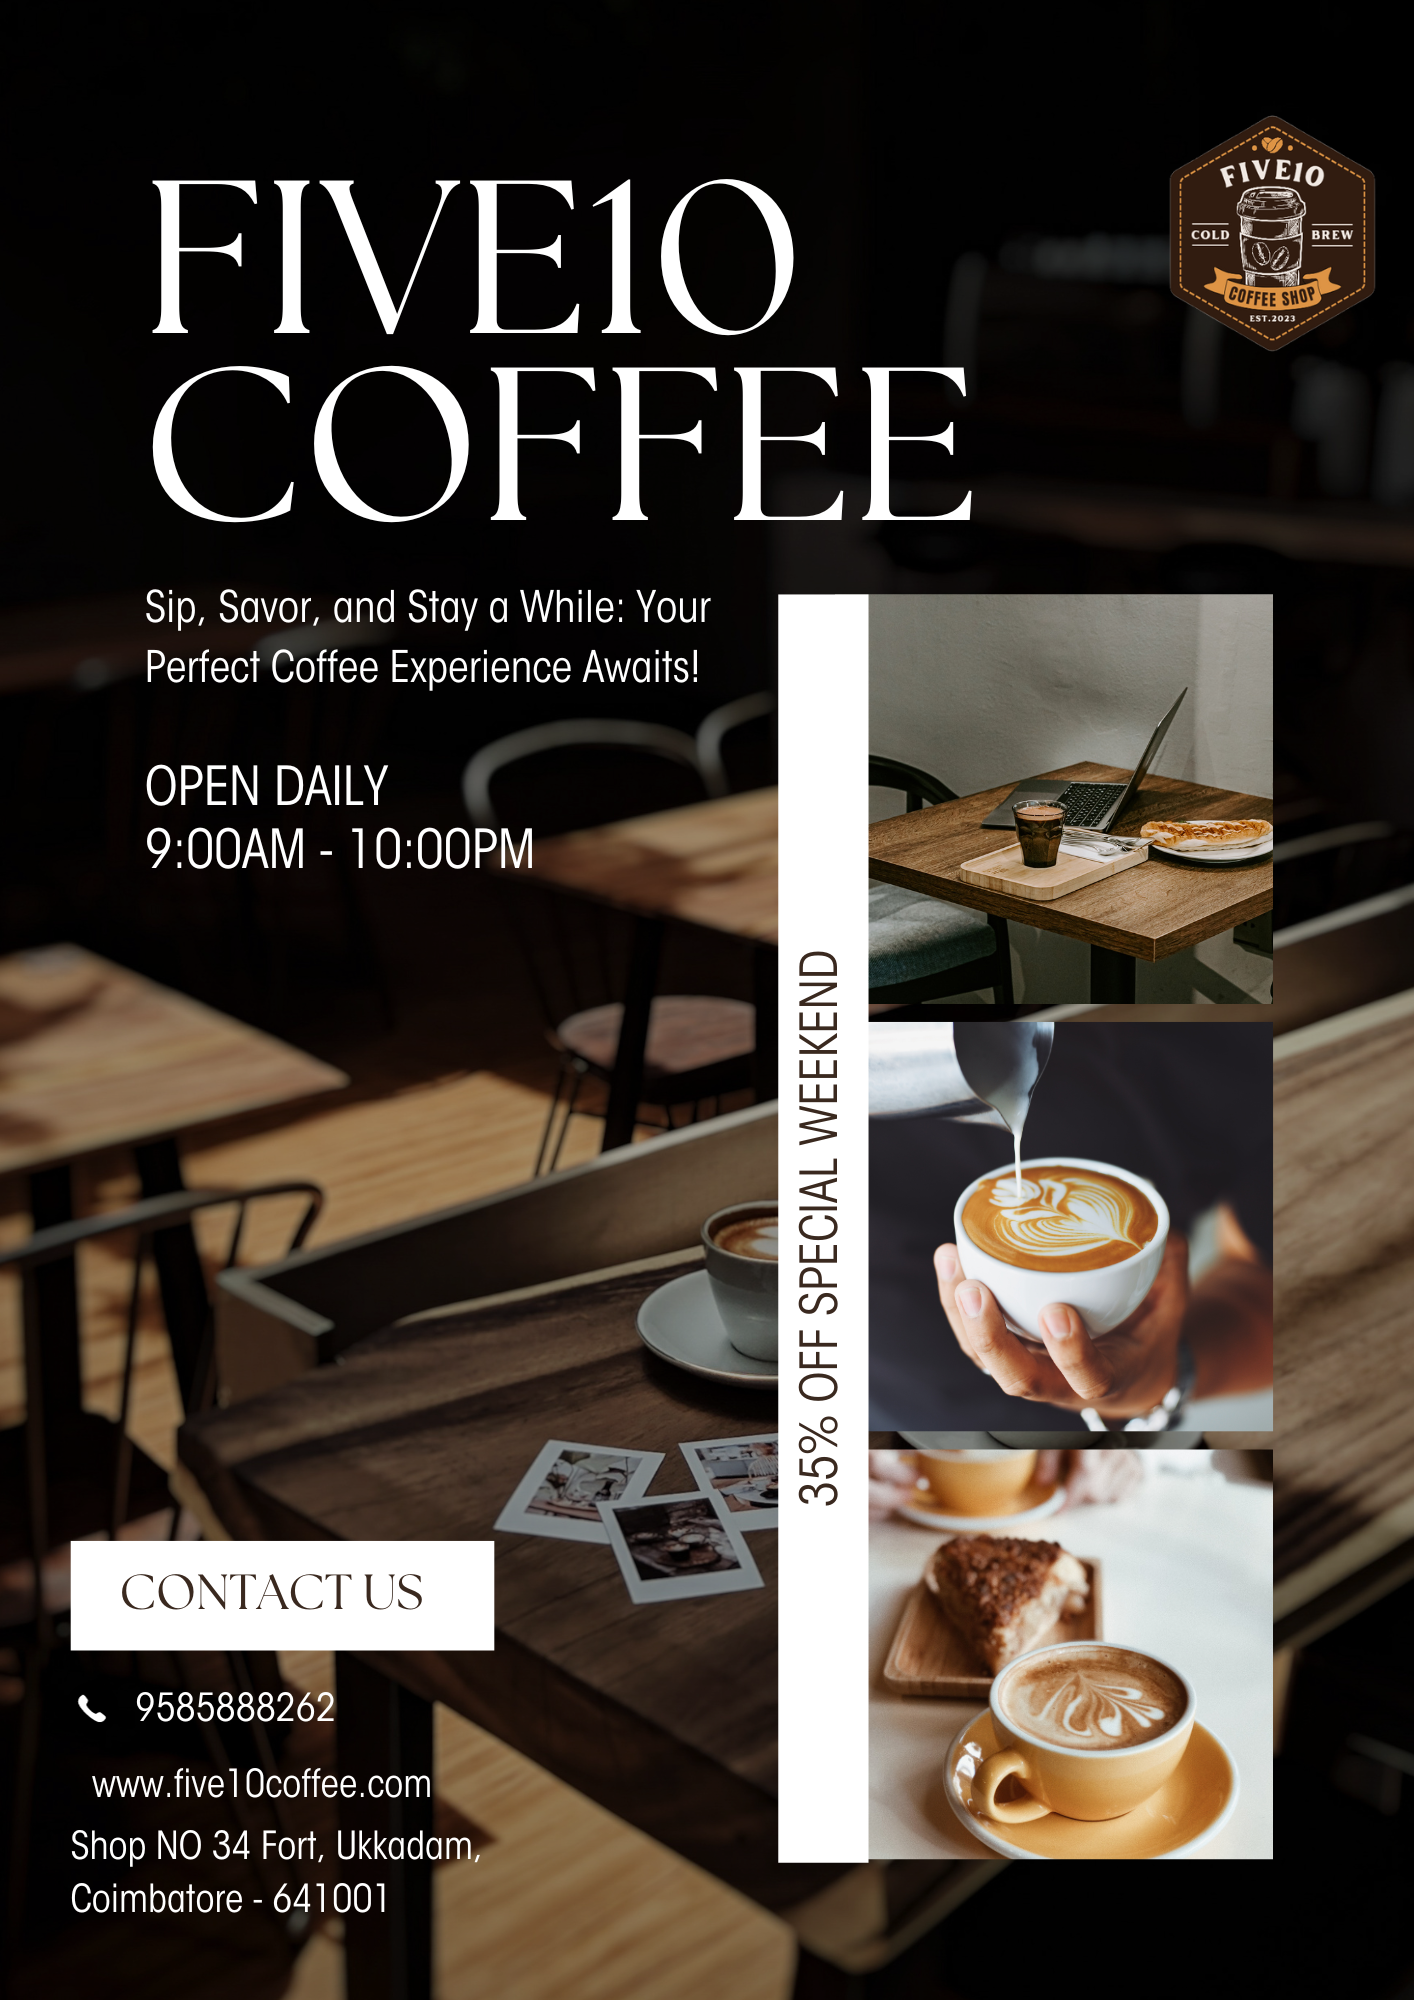 FIVE10
COLD
BREW
COFFEE SHOP
EST.2023
FIVE10
COFFEE
Sip, Savor, and Stay a While: Your
Perfect Coffee Experience Awaits!
OPEN DAILY
9:00AM - 10:00PM
35% OFF SPECIAL WEEKEND
CONTACT US
9585888262
www.five10coffee.com
Shop NO 34 Fort, Ukkadam,
Coimbatore - 641001